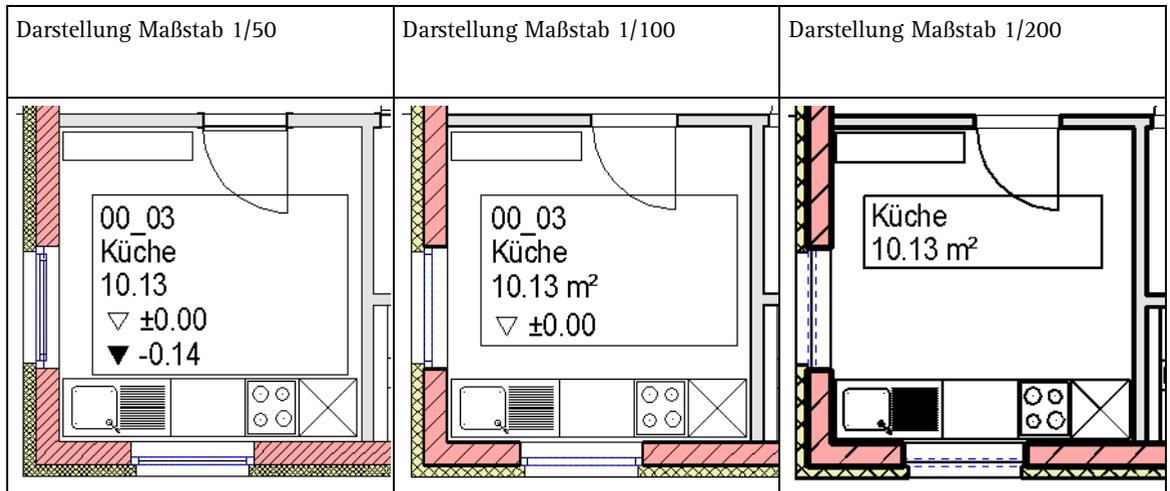 Darstellung Maßstab 1/50
Darstellung Maßstab 1/100
Darstellung Maßstab 1/200
00_03
Küche
10.13
▽ ±0.00
▼ -0.14
00_03
Küche
10.13 m²
▽ ±0.00
Küche
10.13 m²